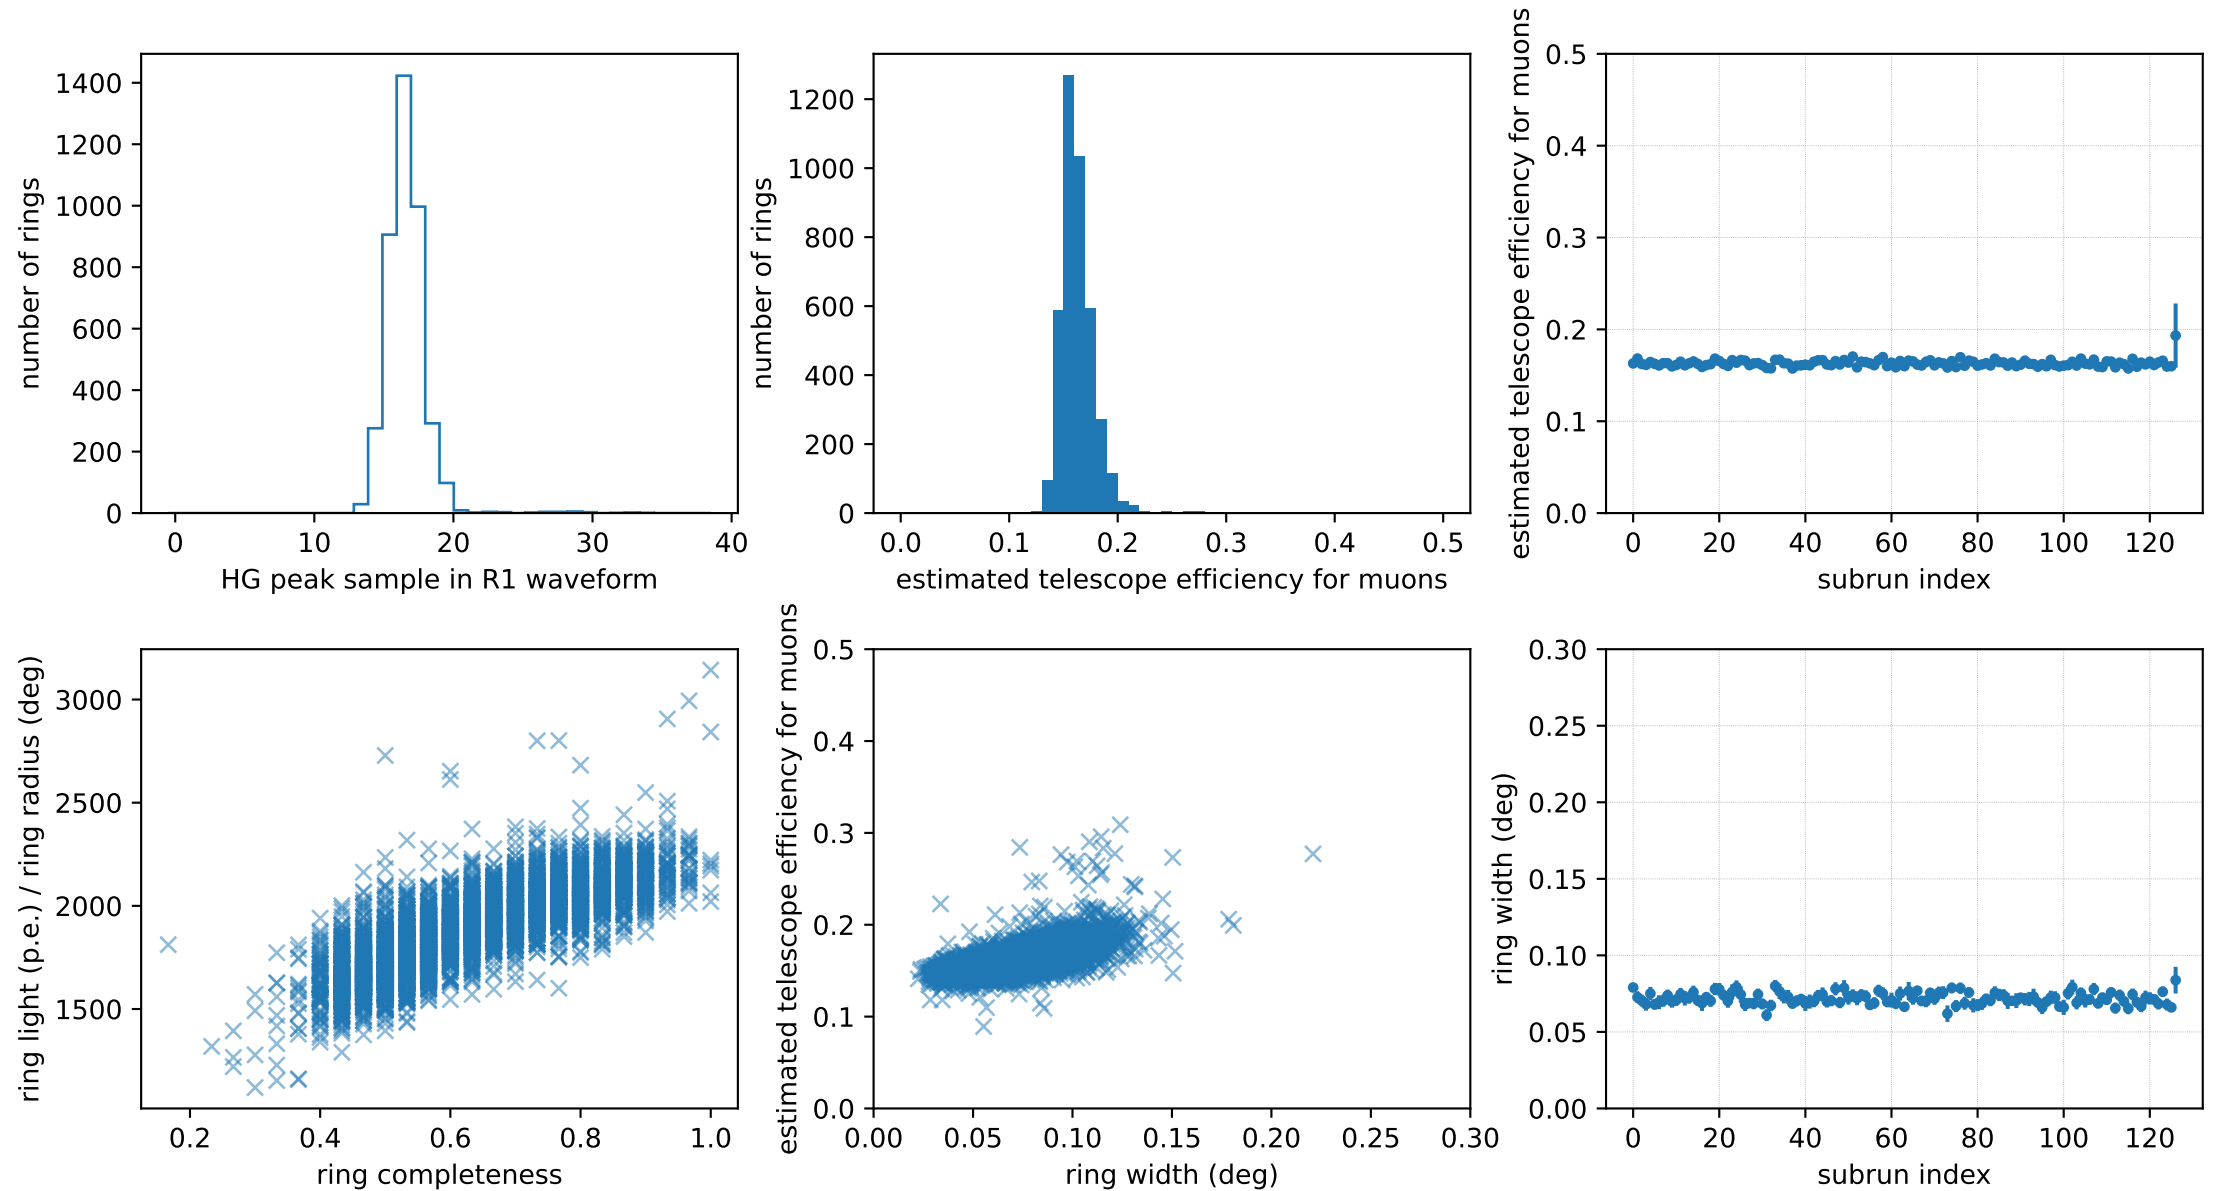 number of rings
1400
1200
1000
800
600
400
200
0
0 10 20 30 40
HG peak sample in R1 waveform
number of rings
1200
1000
800
600
400
200
0
0.0 0.1 0.2 0.3 0.4 0.5
estimated telescope efficiency for muons
estimated telescope efficiency for muons
0.5
0.4
0.3
0.2
0.1
0.0
0 20 40 60 80 100 120
subrun index
ring light (p.e.) / ring radius (deg)
3000
2500
2000
1500
0.2 0.4 0.6 0.8 1.0
ring completeness
estimated telescope efficiency for muons
0.5
0.4
0.3
0.2
0.1
0.0
0.00 0.05 0.10 0.15 0.20 0.25 0.30
ring width (deg)
ring width (deg)
0.30
0.25
0.20
0.15
0.10
0.05
0.00
0 20 40 60 80 100 120
subrun index